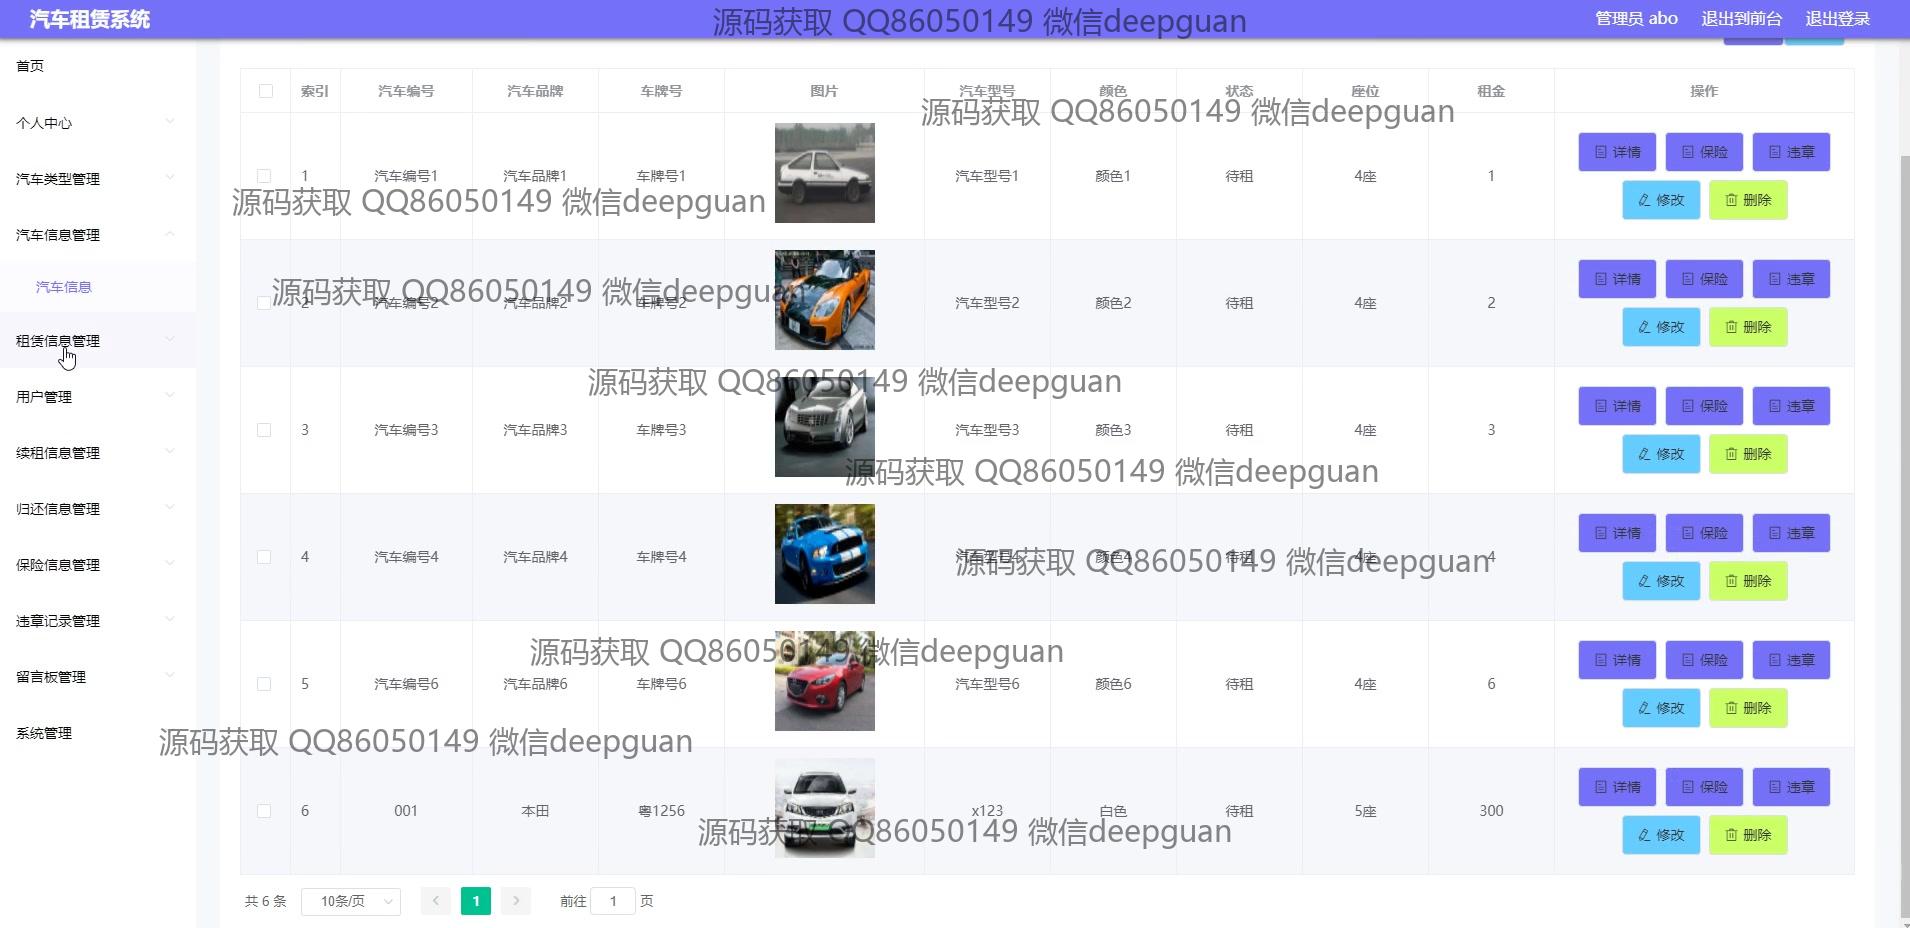 汽车租赁系统
源码获取 QQ86050149 微信deepguan
管理员 abo 退出到前台 退出登录
首页
个人中心
汽车类型管理
汽车信息管理
汽车信息
租赁信息管理
用户管理
续租信息管理
归还信息管理
保险信息管理
违章记录管理
留言板管理
系统管理
索引 汽车编号 汽车品牌 车牌号 图片 汽车型号 颜色 状态 座位 租金 操作
源码获取 QQ86050149 微信deepguan
1 汽车编号1 汽车品牌1 车牌号1 汽车型号1 颜色1 待租 4座 1 详情 保险 违章
修改 删除
源码获取 QQ86050149 微信deepguan
2 汽车编号2 汽车品牌2 车牌号2 汽车型号2 颜色2 待租 4座 2 详情 保险 违章
修改 删除
源码获取 QQ86050149 微信deepguan
源码获取 QQ86050149 微信deepguan
3 汽车编号3 汽车品牌3 车牌号3 汽车型号3 颜色3 待租 4座 3 详情 保险 违章
修改 删除
源码获取 QQ86050149 微信deepguan
4 汽车编号4 汽车品牌4 车牌号4 汽车型号4 颜色4 待租 4座 4 详情 保险 违章
修改 删除
源码获取 QQ86050149 微信deepguan
源码获取 QQ86050149 微信deepguan
5 汽车编号6 汽车品牌6 车牌号6 汽车型号6 颜色6 待租 4座 6 详情 保险 违章
修改 删除
源码获取 QQ86050149 微信deepguan
6 001 本田 粤1256 x123 白色 待租 5座 300 详情 保险 违章
修改 删除
源码获取 QQ86050149 微信deepguan
共 6 条 10条/页 1 前往 1 页